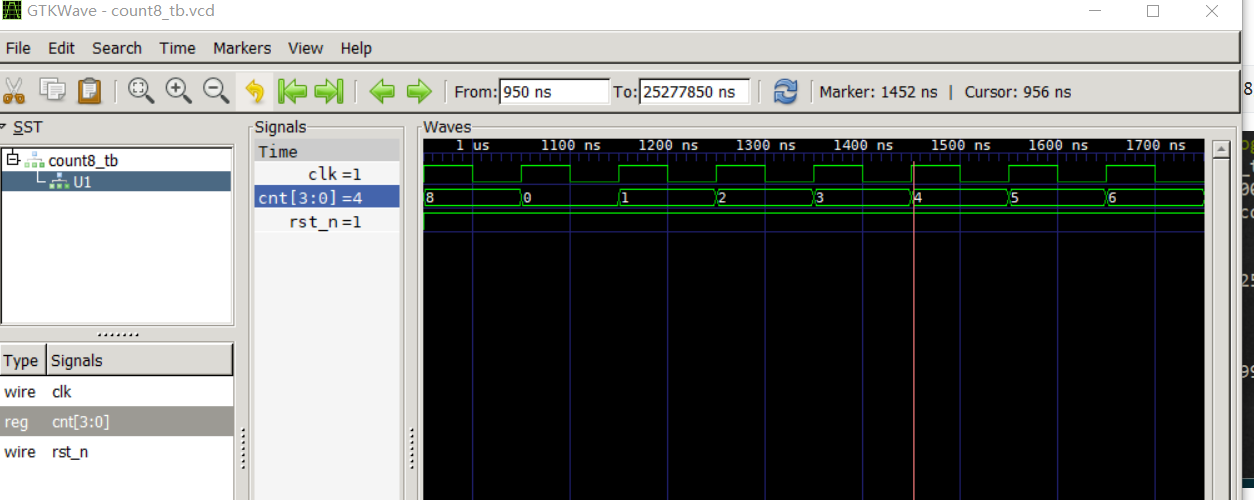 GTKWave - count8_tb.vcd
File Edit Search Time Markers View Help
From: 950 ns To: 25277850 ns Marker: 1452 ns | Cursor: 956 ns
SST
count8_tb
U1
Type Signals
wire clk
reg cnt[3:0]
wire rst_n
Signals
Time
clk =1
cnt[3:0] =4
rst_n =1
Waves
1 us 1100 ns 1200 ns 1300 ns 1400 ns 1500 ns 1600 ns 1700 ns
8 0 1 2 3 4 5 6